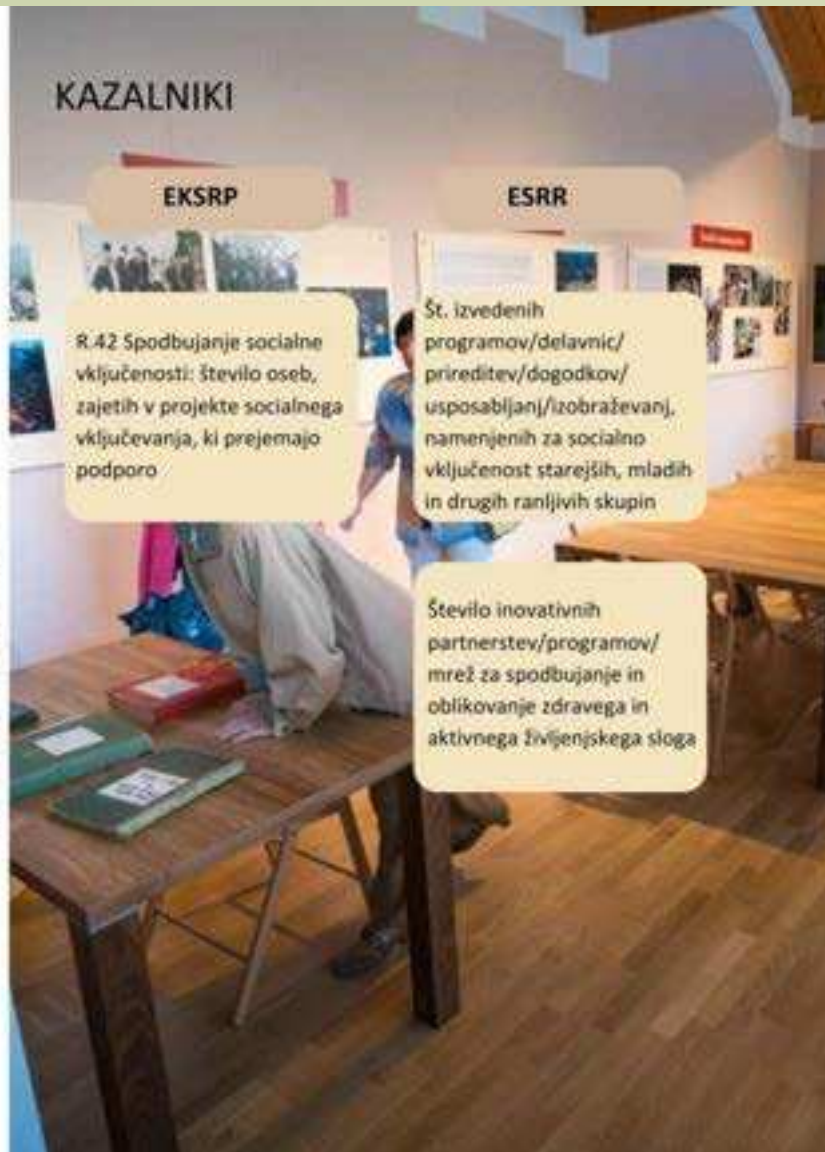 KAZALNIKI
EKSRP
R.42 Spodbujanje socialne
vključenosti: število oseb,
zajetih v projekte socialnega
vključevanja, ki prejemajo
podporo
ESRR
Št. izvedenih
programov/delavnic/
prireditev/dogodkov/
usposabljanj/izobraževanj,
namenjenih za socialno
vključenost starejših, mladih
in drugih ranljivih skupin
Število inovativnih
partnerstev/programov/
mrež za spodbujanje in
oblikovanje zdravega in
aktivnega življenjskega sloga